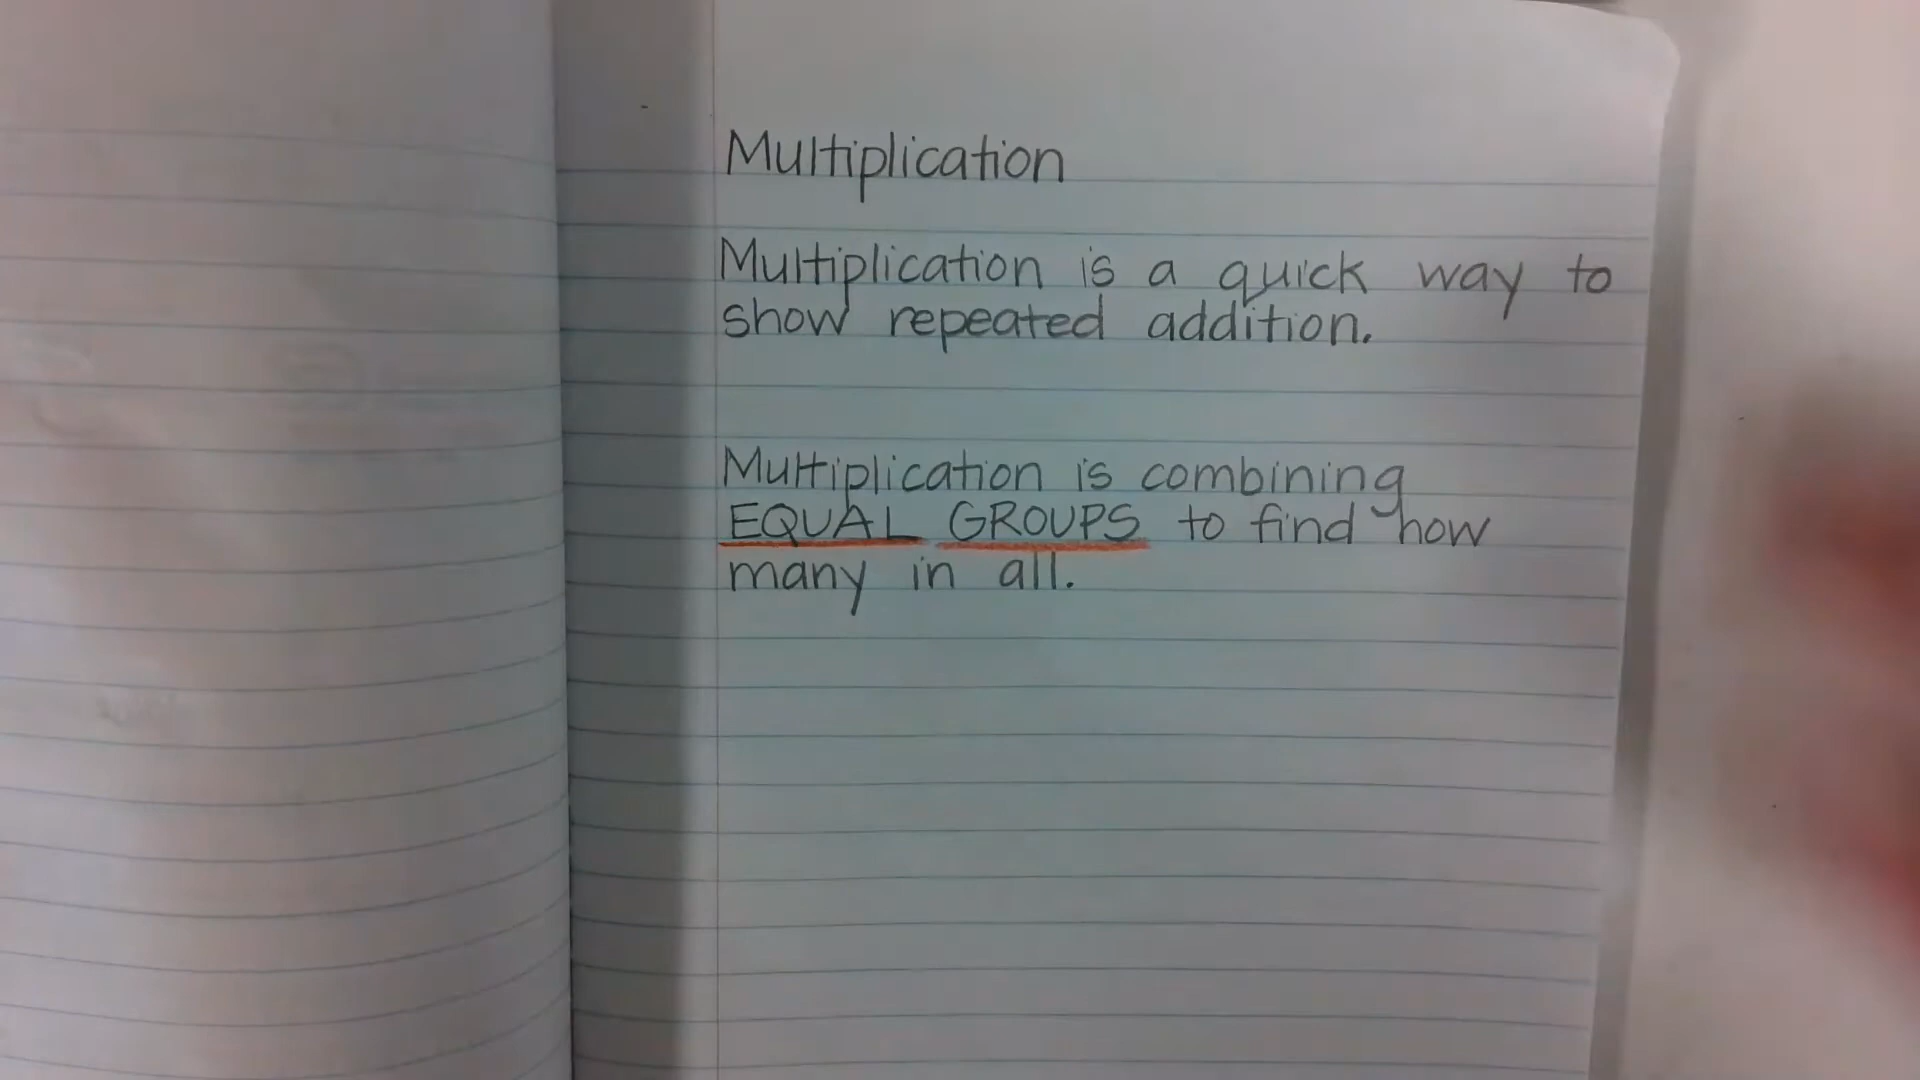 Multiplication
Multiplication is a quick way to
show repeated addition.
Multiplication is combining
EQUAL GROUPS to find how
many in all.